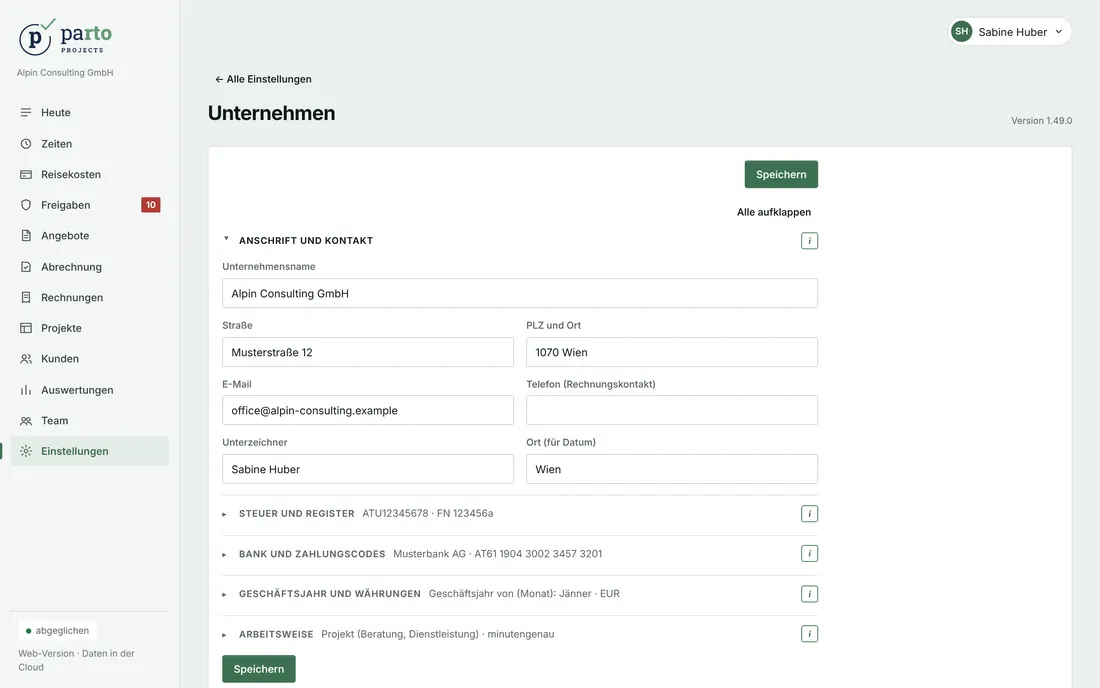 p parto
PROJECTS
Alpin Consulting GmbH
Heute
Zeiten
Reisekosten
Freigaben 10
Angebote
Abrechnung
Rechnungen
Projekte
Kunden
Auswertungen
Team
Einstellungen
abgeglichen
Web-Version · Daten in der
Cloud
SH Sabine Huber
← Alle Einstellungen
Unternehmen
Version 1.49.0
Speichern
Alle aufklappen
ANSCHRIFT UND KONTAKT i
Unternehmensname
Alpin Consulting GmbH
Straße PLZ und Ort
Musterstraße 12 1070 Wien
E-Mail Telefon (Rechnungskontakt)
office@alpin-consulting.example
Unterzeichner Ort (für Datum)
Sabine Huber Wien
STEUER UND REGISTER ATU12345678 · FN 123456a i
BANK UND ZAHLUNGSCODES Musterbank AG · AT61 1904 3002 3457 3201 i
GESCHÄFTSJAHR UND WÄHRUNGEN Geschäftsjahr von (Monat): Jänner · EUR i
ARBEITSWEISE Projekt (Beratung, Dienstleistung) · minutengenau i
Speichern